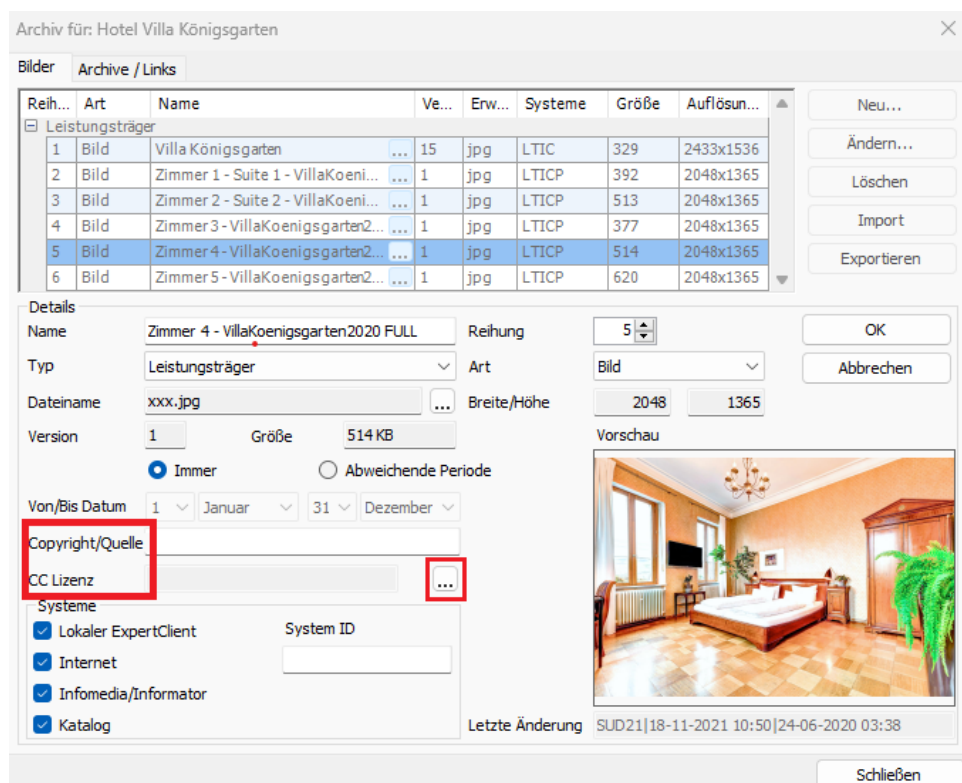 Archiv für: Hotel Villa Königsgarten
Bilder Archive / Links
Reih... Art Name Ve... Erw... Systeme Größe Auflösun...
Leistungsträger
1 Bild Villa Königsgarten ... 15 jpg LTIC 329 2433x1536
2 Bild Zimmer 1 - Suite 1 - VillaKoeni... ... 1 jpg LTICP 392 2048x1365
3 Bild Zimmer 2 - Suite 2 - VillaKoeni... ... 1 jpg LTICP 513 2048x1365
4 Bild Zimmer 3 - VillaKoenigsgarten2... ... 1 jpg LTICP 377 2048x1365
5 Bild Zimmer 4 - VillaKoenigsgarten2... ... 1 jpg LTICP 514 2048x1365
6 Bild Zimmer 5 - VillaKoenigsgarten2... ... 1 jpg LTICP 620 2048x1365
Neu...
Ändern...
Löschen
Import
Exportieren
Details
Name Zimmer 4 - VillaKoenigsgarten2020 FULL Reihung 5 OK
Typ Leistungsträger Art Bild Abbrechen
Dateiname xxx.jpg ... Breite/Höhe 2048 1365
Version 1 Größe 514 KB Vorschau
Immer Abweichende Periode
Von/Bis Datum 1 Januar 31 Dezember
Copyright/Quelle
CC Lizenz ...
Systeme
Lokaler ExpertClient System ID
Internet
Infomedia/Informator
Katalog
Letzte Änderung SUD21|18-11-2021 10:50|24-06-2020 03:38
Schließen